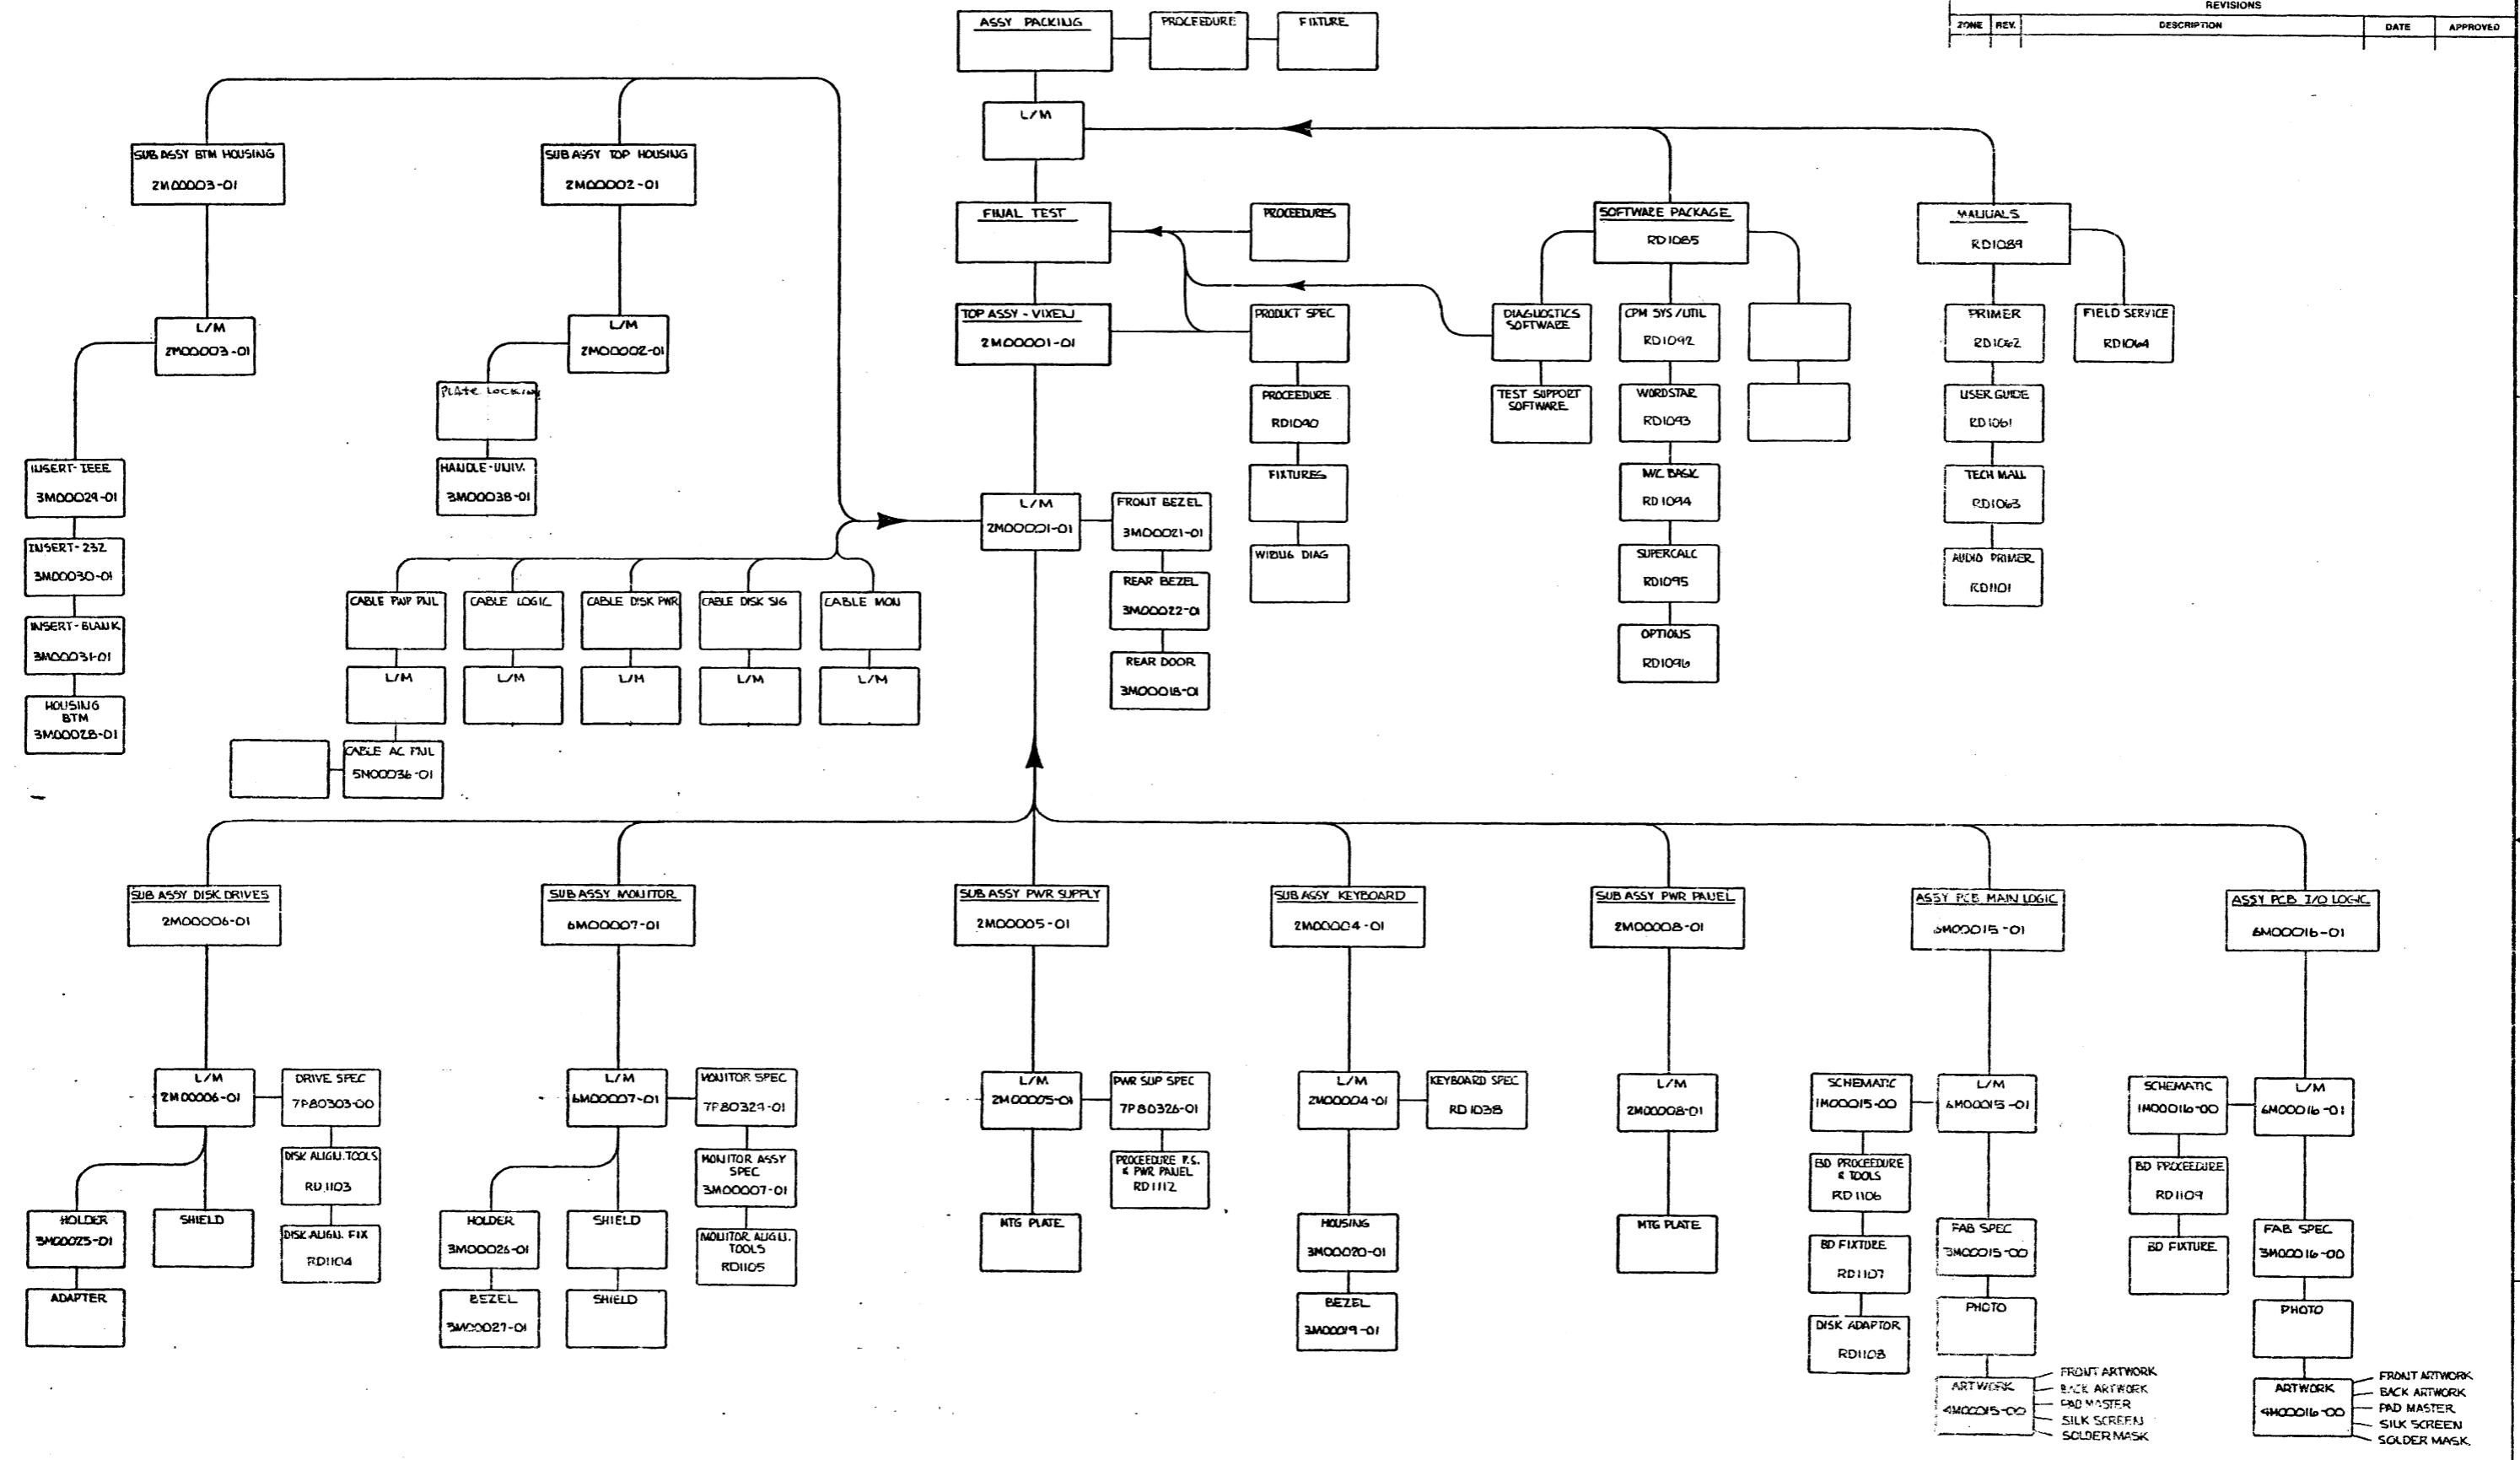 REVISIONS
ZONE REV. DESCRIPTION DATE APPROVED
ASSY PACKING
PROCEEDURE
FIXTURE
L/M
SUB ASSY BTM HOUSING
2M00003-01
SUB ASSY TOP HOUSING
2M00002-01
FINAL TEST
PROCEEDURES
SOFTWARE PACKAGE
RD1085
MANUALS
RD1089
L/M
2M00003-01
L/M
2M00002-01
TOP ASSY - VIXEN
2M00001-01
PRODUCT SPEC
DIAGNOSTICS
SOFTWARE
CPM SYS/UTIL
RD1092
PRIMER
RD1062
FIELD SERVICE
RD1064
PLATE LOCKING
PROCEEDURE
RD1090
TEST SUPPORT
SOFTWARE
WORDSTAR
RD1093
USER GUIDE
RD1061
INSERT-IEEE
3M00029-01
HANDLE-UNIV.
3M00038-01
L/M
2M00001-01
FRONT BEZEL
3M00021-01
FIXTURES
M/C BASIC
RD1094
TECH MAN
RD1063
INSERT-232
3M00030-01
REAR BEZEL
3M00022-01
WIRING DIAG
SUPERCALC
RD1095
AUDIO PRIMER
RD1101
INSERT-BLANK
3M00031-01
CABLE PWR PNL
CABLE LOGIC
CABLE DISK PWR
CABLE DISK SIG
CABLE MON
REAR DOOR
3M00018-01
OPTIONS
RD1096
L/M
L/M
L/M
L/M
L/M
HOUSING
BTM
3M00028-01
CABLE AC PNL
5N00036-01
SUB ASSY DISK DRIVES
2M00006-01
SUB ASSY MONITOR
6M00007-01
SUB ASSY PWR SUPPLY
2M00005-01
SUB ASSY KEYBOARD
2M00004-01
SUB ASSY PWR PANEL
2M00008-01
ASSY PCB MAIN LOGIC
6M00015-01
ASSY PCB I/O LOGIC
6M00016-01
L/M
2M00006-01
DRIVE SPEC
7P80303-00
L/M
6M00007-01
MONITOR SPEC
7P80329-01
L/M
2M00005-01
PWR SUP SPEC
7P80326-01
L/M
2M00004-01
KEYBOARD SPEC
RD1038
L/M
2M00008-01
SCHEMATIC
1M00015-00
L/M
6M00015-01
SCHEMATIC
1M00016-00
L/M
6M00016-01
DISK ALIGN. TOOLS
RD1103
MONITOR ASSY
SPEC
3M00007-01
PROCEEDURE P.S.
& PWR PANEL
RD1112
BD PROCEEDURE
& TOOLS
RD1106
BD PROCEEDURE
RD1109
HOLDER
3M00025-01
SHIELD
DISK ALIGN. FIX
RD1104
HOLDER
3M00026-01
SHIELD
MONITOR ALIGN.
TOOLS
RD1105
MTG PLATE
HOUSING
3M00020-01
MTG PLATE
BD FIXTURE
RD1107
FAB SPEC
3M00015-00
BD FIXTURE
FAB SPEC
3M00016-00
ADAPTER
BEZEL
3M00027-01
SHIELD
BEZEL
3M00019-01
DISK ADAPTOR
RD1108
PHOTO
PHOTO
ARTWORK
4M00015-00
FRONT ARTWORK
BACK ARTWORK
PAD MASTER
SILK SCREEN
SOLDER MASK
ARTWORK
4M00016-00
FRONT ARTWORK
BACK ARTWORK
PAD MASTER
SILK SCREEN
SOLDER MASK